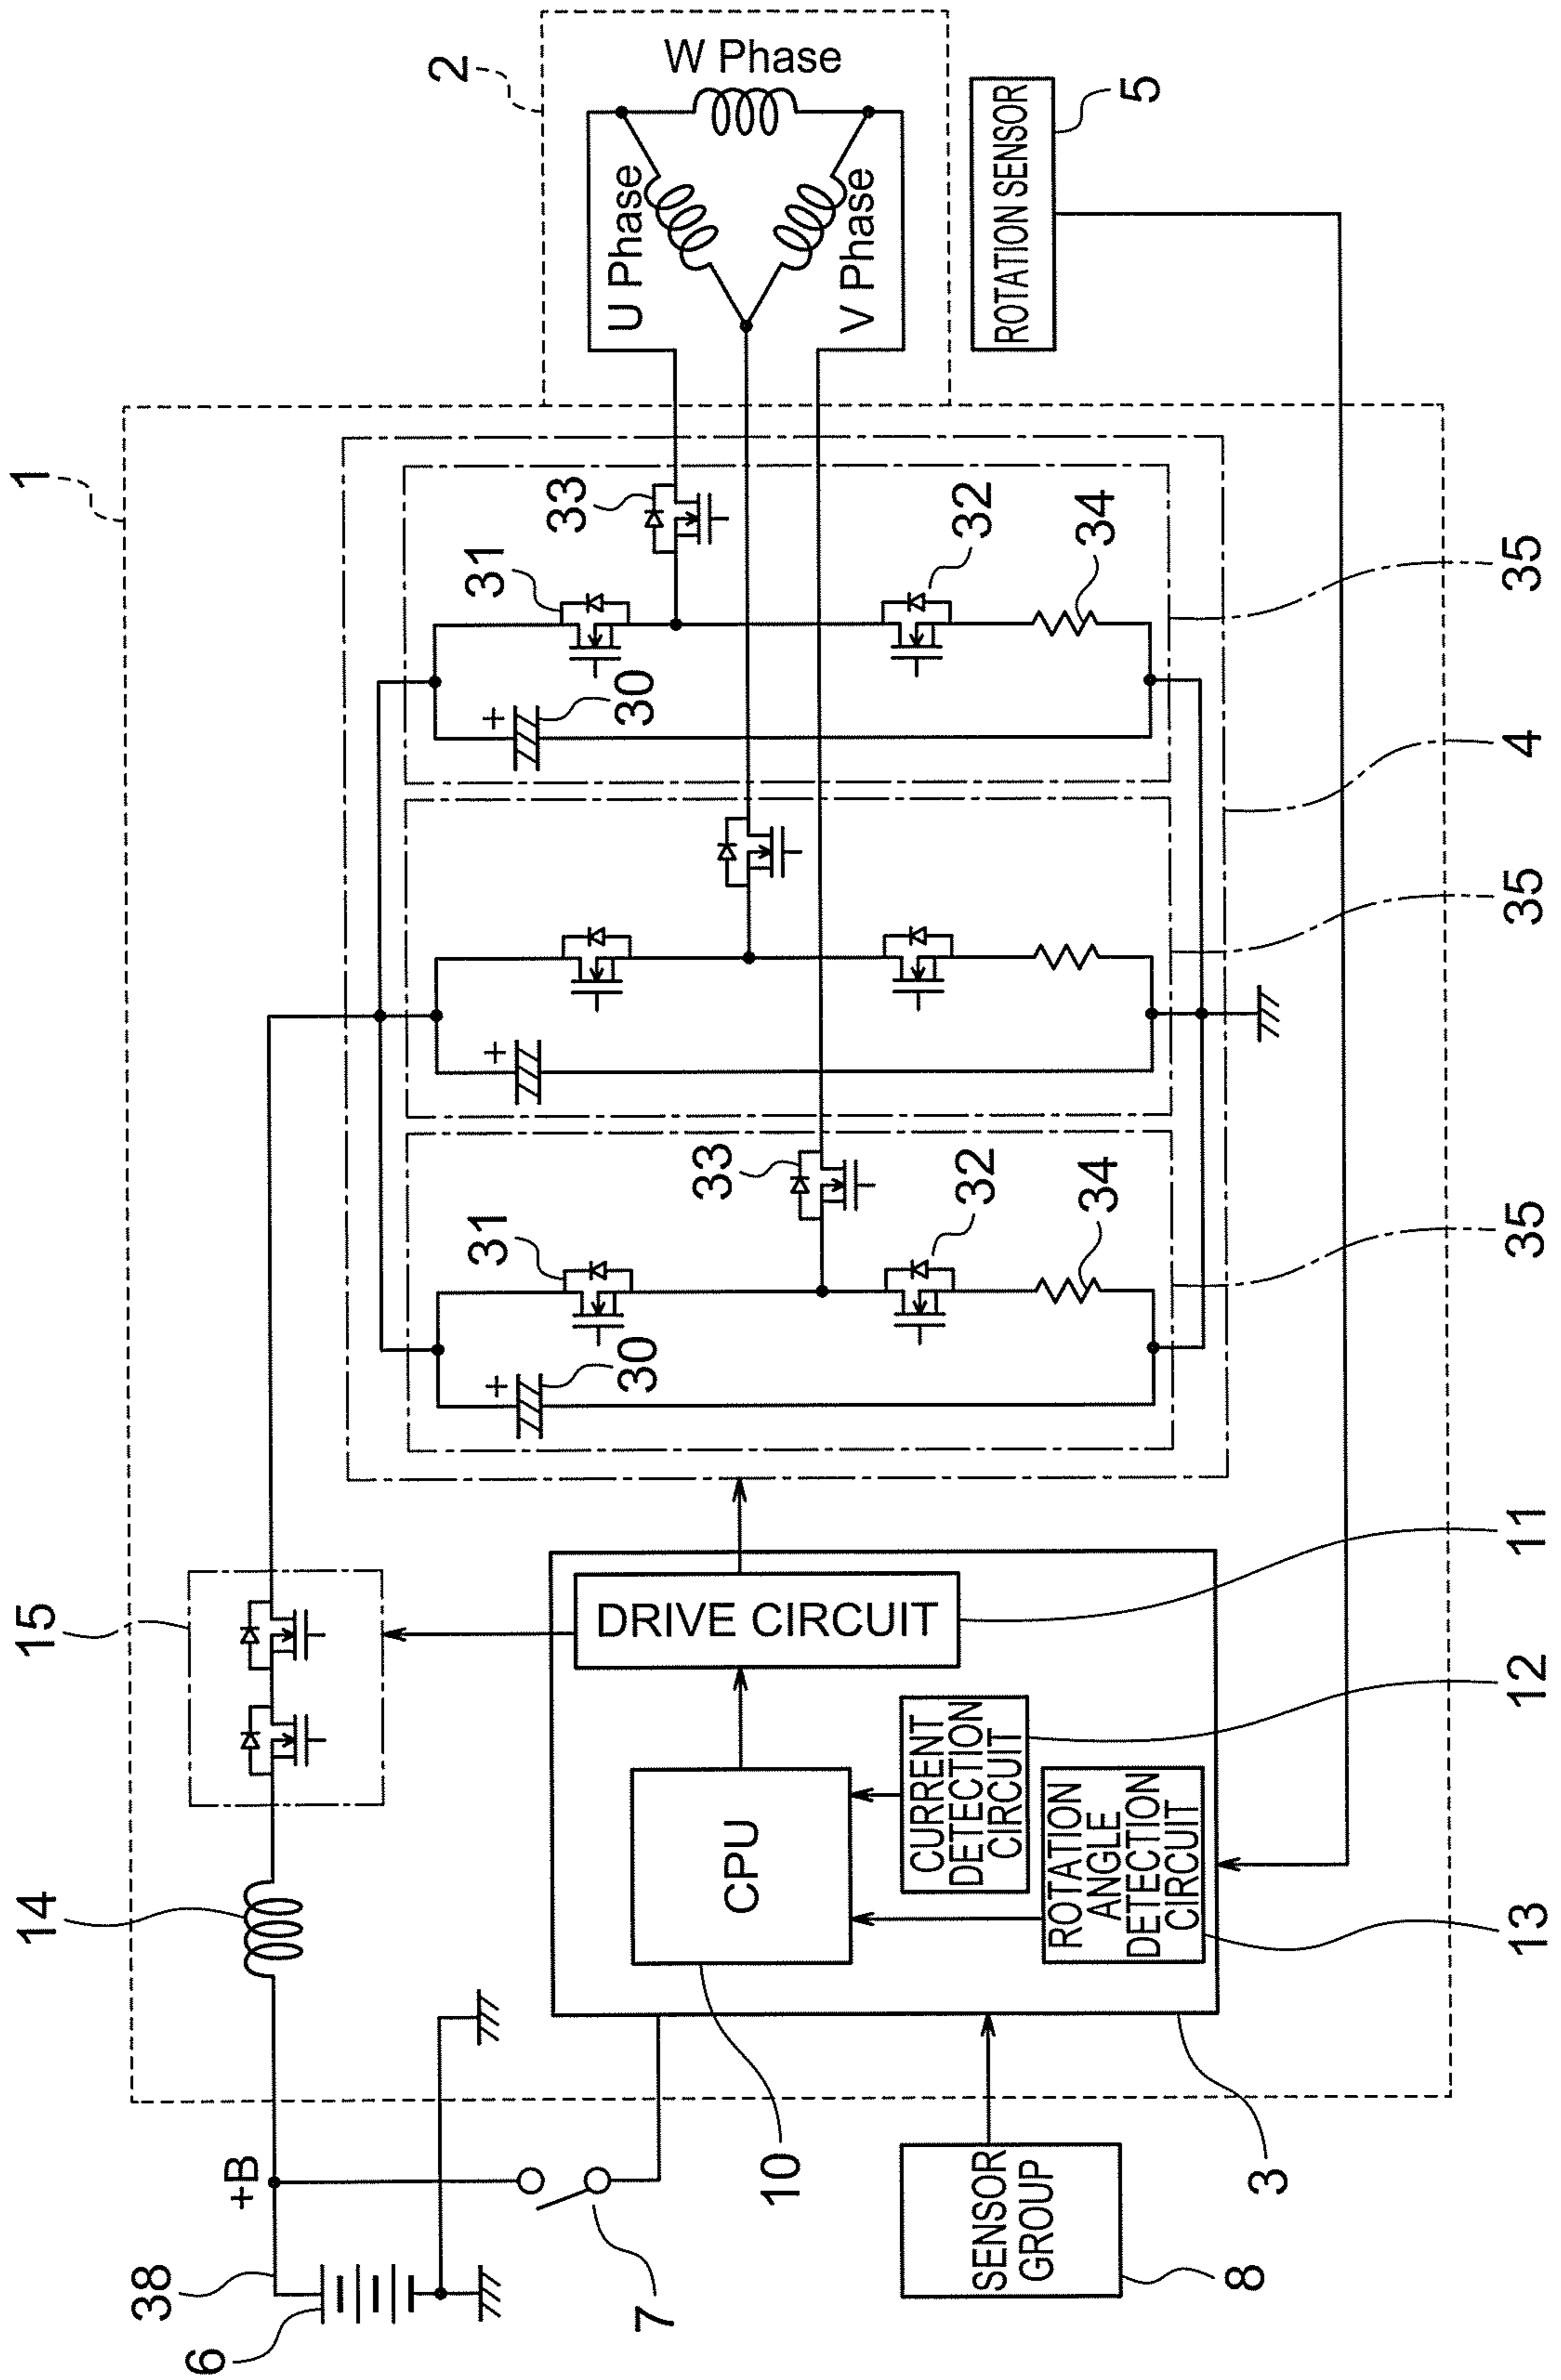 1
2
W Phase
U Phase
V Phase
5
ROTATION SENSOR
15
14
38
+B
6
7
31
33
30
+
32
34
35
+
35
4
31
33
30
+
32
34
35
11
DRIVE CIRCUIT
12
CPU
CURRENT
DETECTION
CIRCUIT
ROTATION
ANGLE
DETECTION
CIRCUIT
13
10
3
SENSOR
GROUP
8